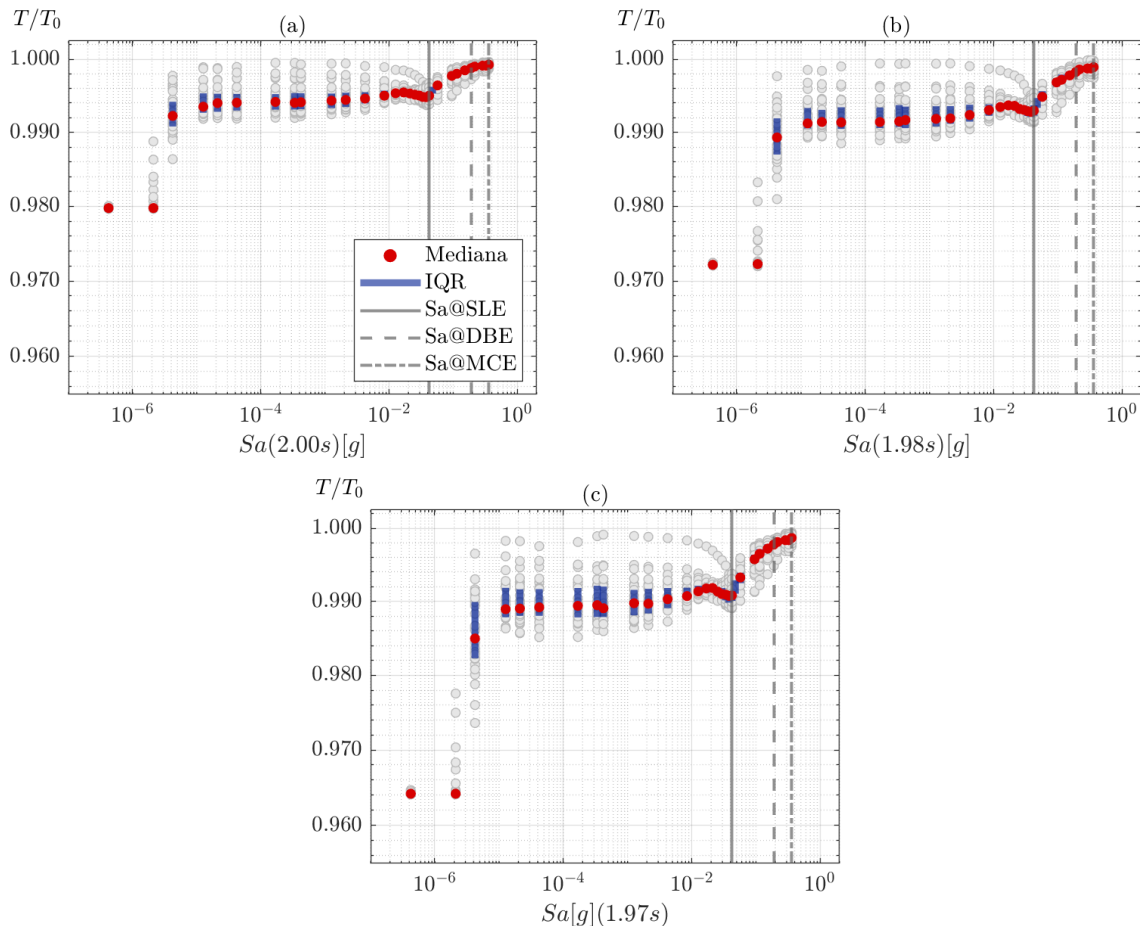 T/T0
(a)
1.000
0.990
0.980
0.970
0.960
Mediana
IQR
Sa@SLE
Sa@DBE
Sa@MCE
10^-6
10^-4
10^-2
10^0
Sa(2.00s)[g]
T/T0
(b)
1.000
0.990
0.980
0.970
0.960
10^-6
10^-4
10^-2
10^0
Sa(1.98s)[g]
T/T0
(c)
1.000
0.990
0.980
0.970
0.960
10^-6
10^-4
10^-2
10^0
Sa[g](1.97s)